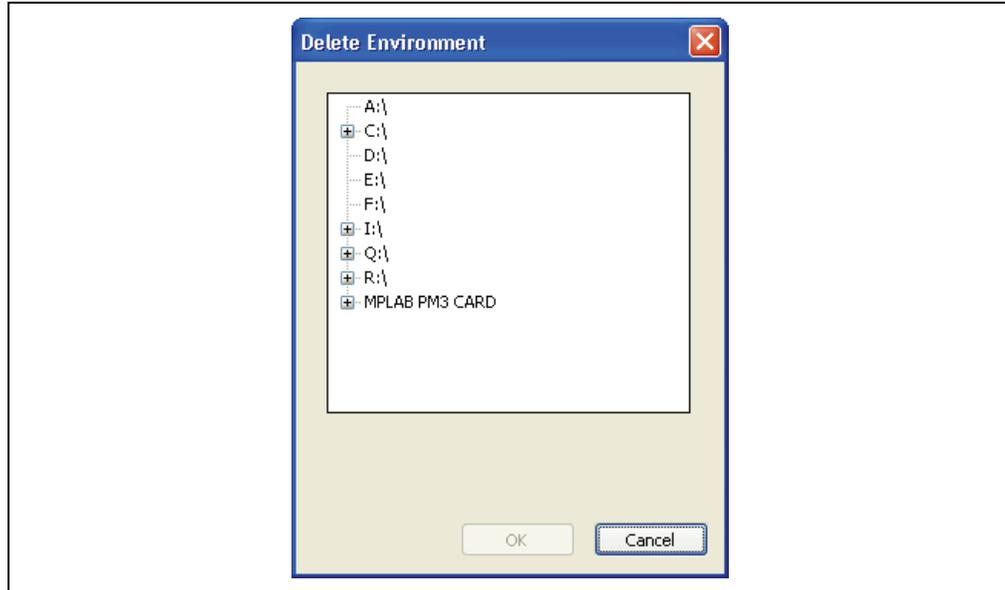 Delete Environment
A:\
C:\
D:\
E:\
F:\
I:\
Q:\
R:\
MPLAB PM3 CARD
OK
Cancel